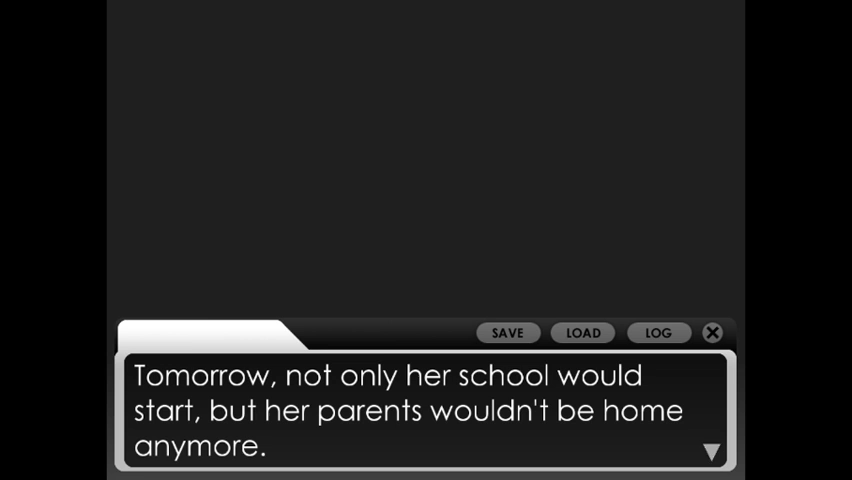 SAVE LOAD LOG
Tomorrow, not only her school would
start, but her parents wouldn't be home
anymore.